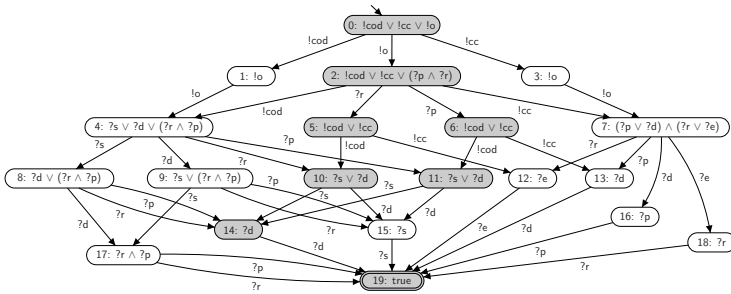 0: !cod ∨ !cc ∨ !o
!cod
!o
!cc
1: !o
2: !cod ∨ !cc ∨ (?p ∧ ?r)
3: !o
!o
!cod
?r
?p
!cc
!o
4: ?s ∨ ?d ∨ (?r ∧ ?p)
5: !cod ∨ !cc
6: !cod ∨ !cc
7: (?p ∨ ?d) ∧ (?r ∨ ?e)
?s
?d
?r
?p
!cod
!cc
!cod
!cc
?r
?p
?d
?e
8: ?d ∨ (?r ∧ ?p)
9: ?s ∨ (?r ∧ ?p)
10: ?s ∨ ?d
11: ?s ∨ ?d
12: ?e
13: ?d
?d
?r
?p
?s
?p
?r
?s
?d
?s
?d
14: ?d
15: ?s
16: ?p
17: ?r ∧ ?p
18: ?r
?p
?r
?d
?s
?e
?d
?p
?r
19: true